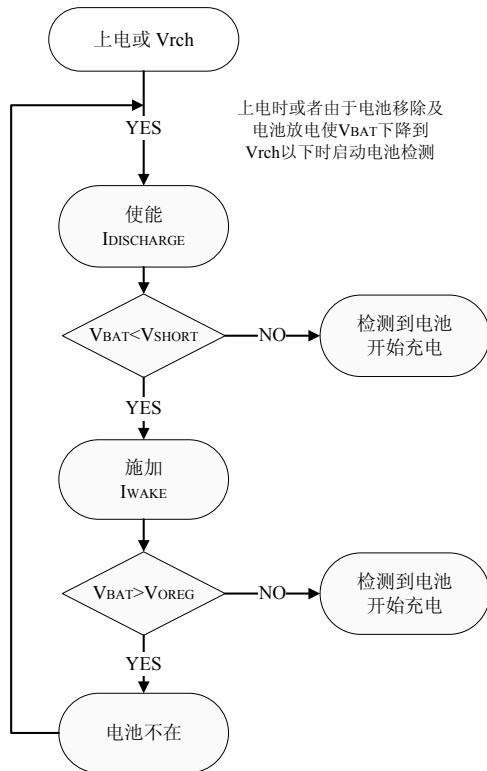 上电或 Vrch
YES
上电时或者由于电池移除及
电池放电使VBAT下降到
Vrch以下时启动电池检测
使能
IDISCHARGE
VBAT<VSHORT
NO
检测到电池
开始充电
YES
施加
IWAKE
VBAT>VOREG
NO
检测到电池
开始充电
YES
电池不在